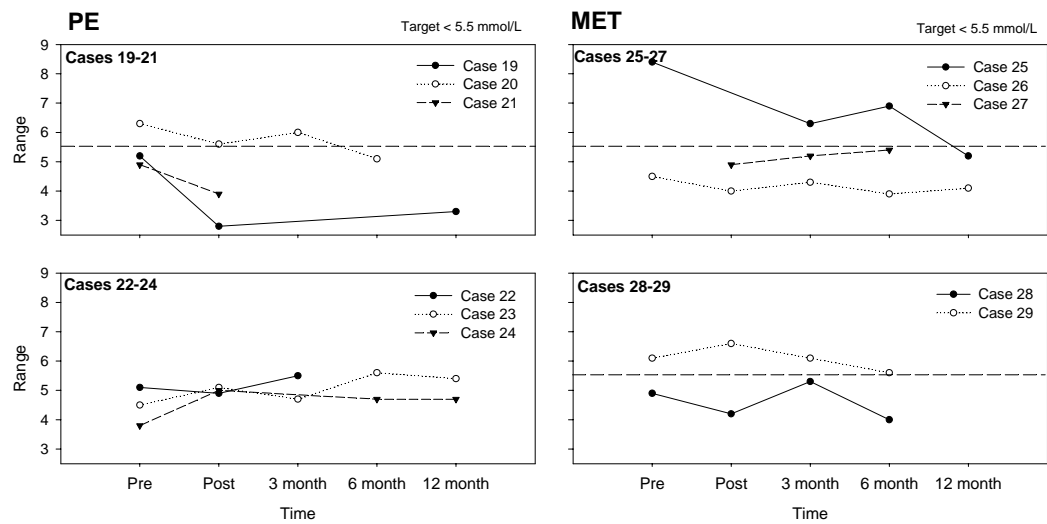 PE
Target < 5.5 mmol/L
MET
Target < 5.5 mmol/L
Cases 19-21
Case 19
Case 20
Case 21
Range
9
8
7
6
5
4
3
Cases 25-27
Case 25
Case 26
Case 27
Cases 22-24
Case 22
Case 23
Case 24
Range
9
8
7
6
5
4
3
Pre Post 3 month 6 month 12 month
Time
Cases 28-29
Case 28
Case 29
Pre Post 3 month 6 month 12 month
Time